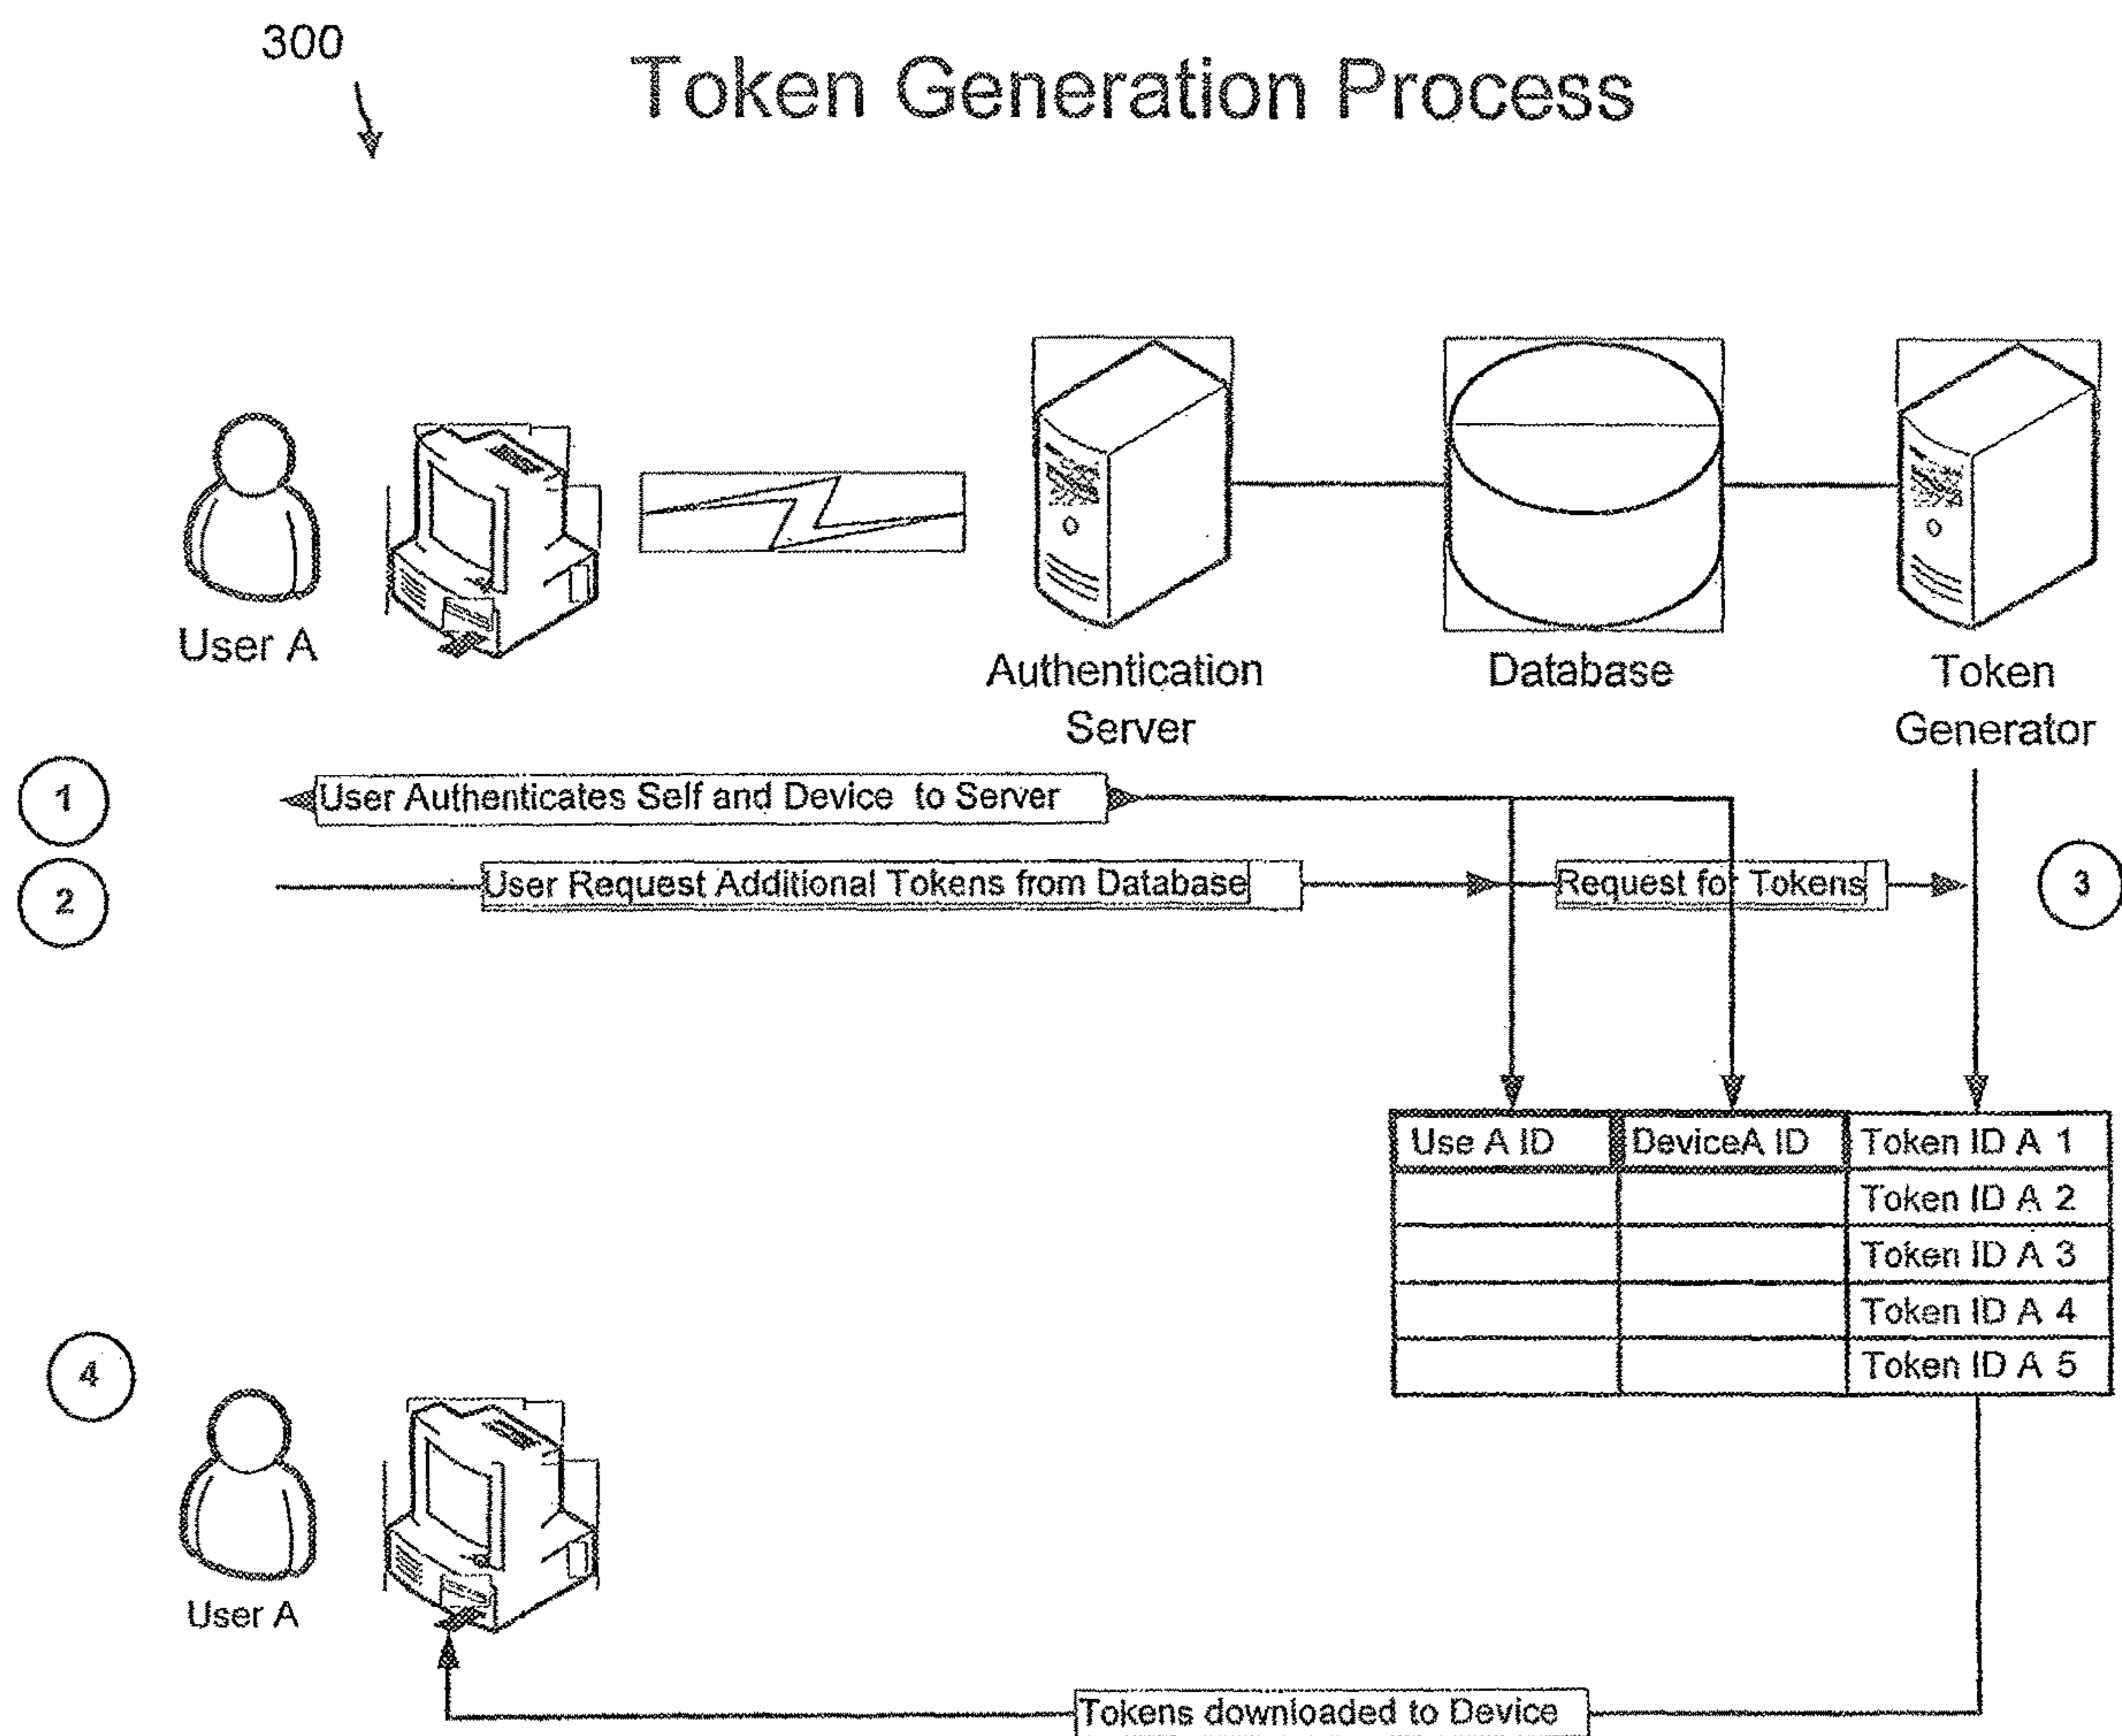 300
Token Generation Process
User A
Authentication
Server
Database
Token
Generator
1
User Authenticates Self and Device to Server
2
User Request Additional Tokens from Database
Request for Tokens
3
Use A ID
DeviceA ID
Token ID A 1
Token ID A 2
Token ID A 3
Token ID A 4
Token ID A 5
4
User A
Tokens downloaded to Device